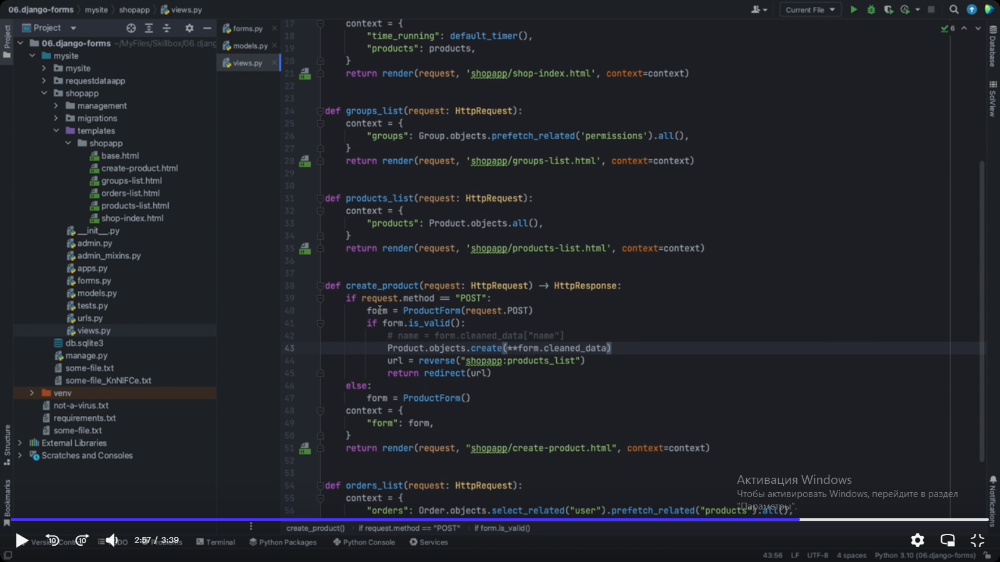 06.django-forms mysite shopapp views.py
Current File
Project
06.django-forms ~/MyFiles/Skillbox/06.djang
mysite
mysite
requestdataapp
shopapp
management
migrations
templates
shopapp
base.html
create-product.html
groups-list.html
orders-list.html
products-list.html
shop-index.html
__init__.py
admin.py
admin_mixins.py
apps.py
forms.py
models.py
tests.py
urls.py
views.py
db.sqlite3
manage.py
some-file.txt
some-file_KnNlFCe.txt
venv
not-a-virus.txt
requirements.txt
some-file.txt
External Libraries
Scratches and Consoles
Project
Structure
Bookmarks
forms.py
models.py
views.py
6
17 context = {
18 "time_running": default_timer(),
19 "products": products,
20 }
21 return render(request, 'shopapp/shop-index.html', context=context)
22
23
24 def groups_list(request: HttpRequest):
25 context = {
26 "groups": Group.objects.prefetch_related('permissions').all(),
27 }
28 return render(request, 'shopapp/groups-list.html', context=context)
29
30
31 def products_list(request: HttpRequest):
32 context = {
33 "products": Product.objects.all(),
34 }
35 return render(request, 'shopapp/products-list.html', context=context)
36
37
38 def create_product(request: HttpRequest) → HttpResponse:
39 if request.method == "POST":
40 form = ProductForm(request.POST)
41 if form.is_valid():
42 # name = form.cleaned_data["name"]
43 Product.objects.create(**form.cleaned_data)
44 url = reverse("shopapp:products_list")
45 return redirect(url)
46 else:
47 form = ProductForm()
48 context = {
49 "form": form,
50 }
51 return render(request, "shopapp/create-product.html", context=context)
52
53
54 def orders_list(request: HttpRequest):
55 context = {
56 "orders": Order.objects.select_related("user").prefetch_related("products").all(),
Database
SciView
Notifications
Активация Windows
Чтобы активировать Windows, перейдите в раздел
"Параметры".
create_product() if request.method == "POST" if form.is_valid()
2:57 / 3:39
Terminal Python Packages Python Console Services
43:56 LF UTF-8 4 spaces Python 3.10 (06.django-forms)